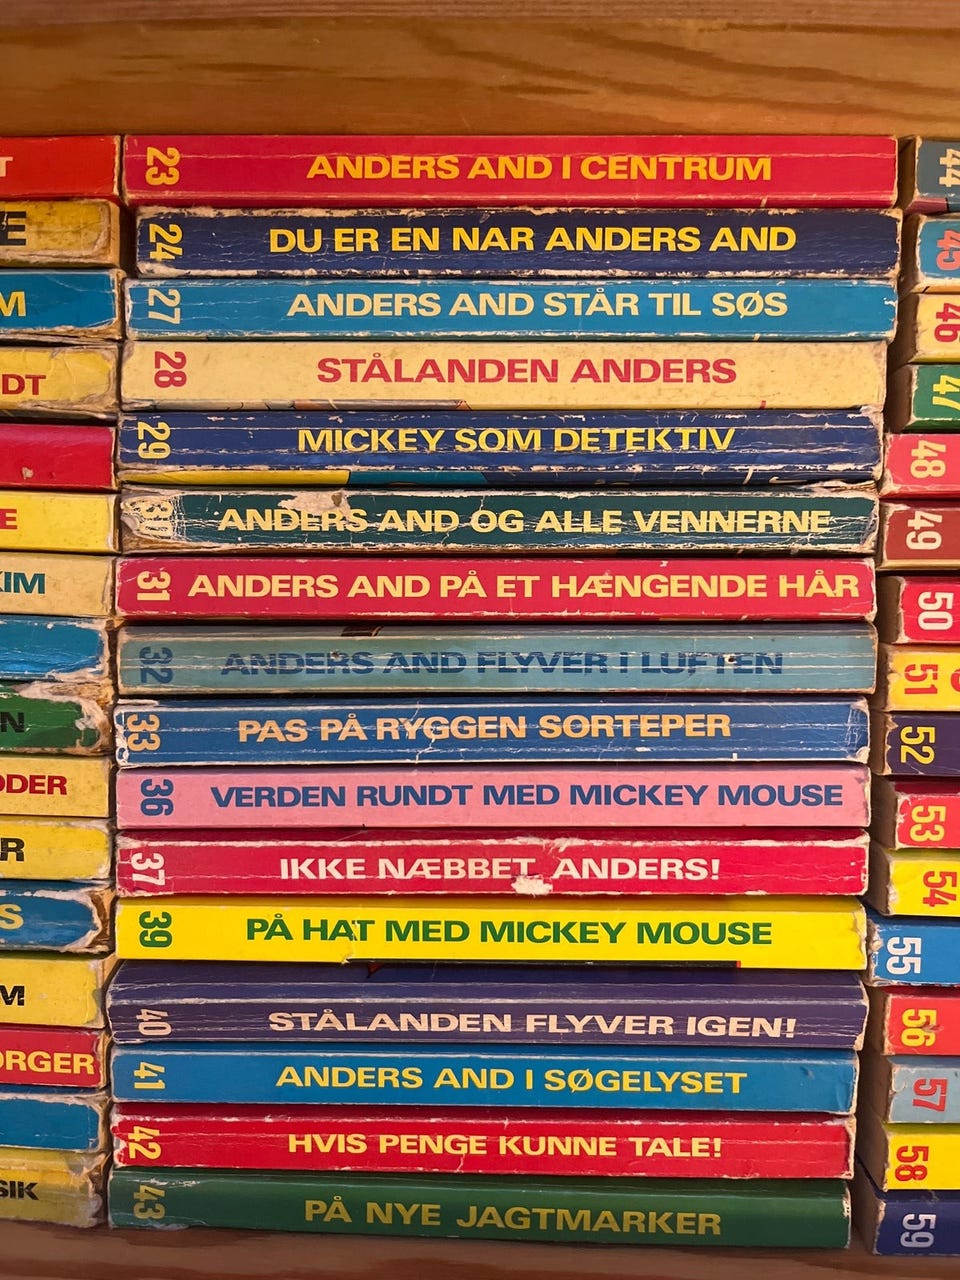 T
E
M
DT
E
KIM
N
ODER
R
S
M
ORGER
SIK
23 ANDERS AND I CENTRUM
24 DU ER EN NAR ANDERS AND
27 ANDERS AND STÅR TIL SØS
28 STÅLANDEN ANDERS
29 MICKEY SOM DETEKTIV
30 ANDERS AND OG ALLE VENNERNE
31 ANDERS AND PÅ ET HÆNGENDE HÅR
32 ANDERS AND FLYVER I LUFTEN
33 PAS PÅ RYGGEN SORTEPER
36 VERDEN RUNDT MED MICKEY MOUSE
37 IKKE NÆBBET, ANDERS!
39 PÅ HAT MED MICKEY MOUSE
40 STÅLANDEN FLYVER IGEN!
41 ANDERS AND I SØGELYSET
42 HVIS PENGE KUNNE TALE!
43 PÅ NYE JAGTMARKER
44
45
46
47
48
49
50
51
52
53
54
55
56
57
58
59